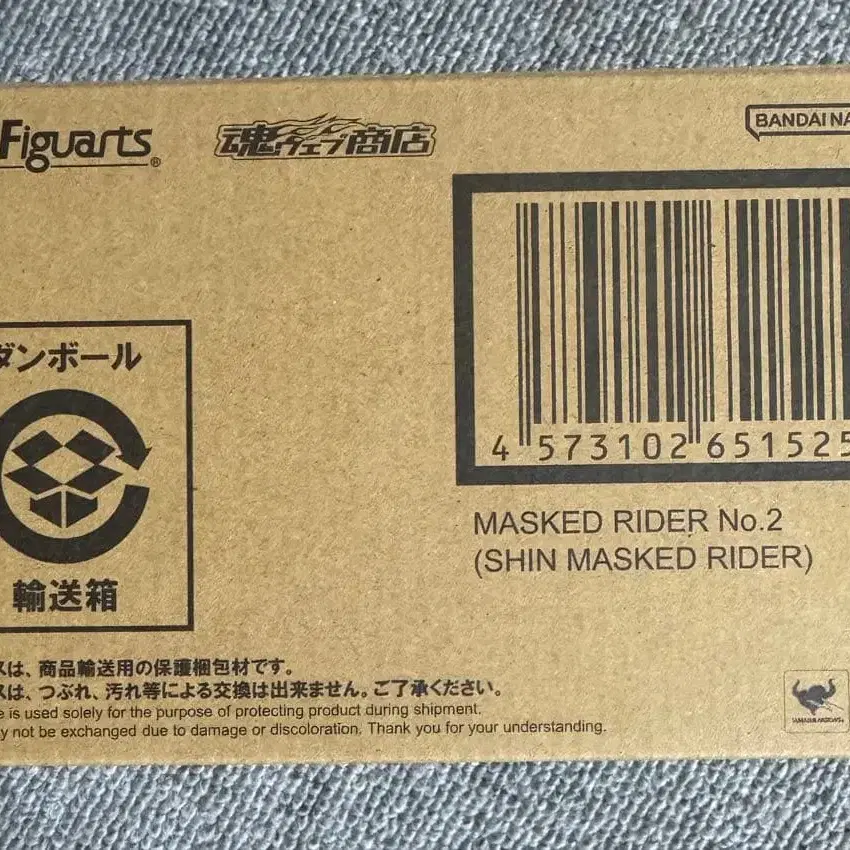 Figuarts®
魂ウェブ商店
BANDAI NA
4 573102 651525
MASKED RIDER No.2
(SHIN MASKED RIDER)
ダンボール
輸送箱
スは、商品輸送用の保護梱包材です。
スは、つぶれ、汚れ等による交換は出来ません。ご了承ください。
e is used solely for the purpose of protecting product during shipment.
y not be exchanged due to damage or discoloration. Thank you for your understanding.
TAMASHII NATIONS